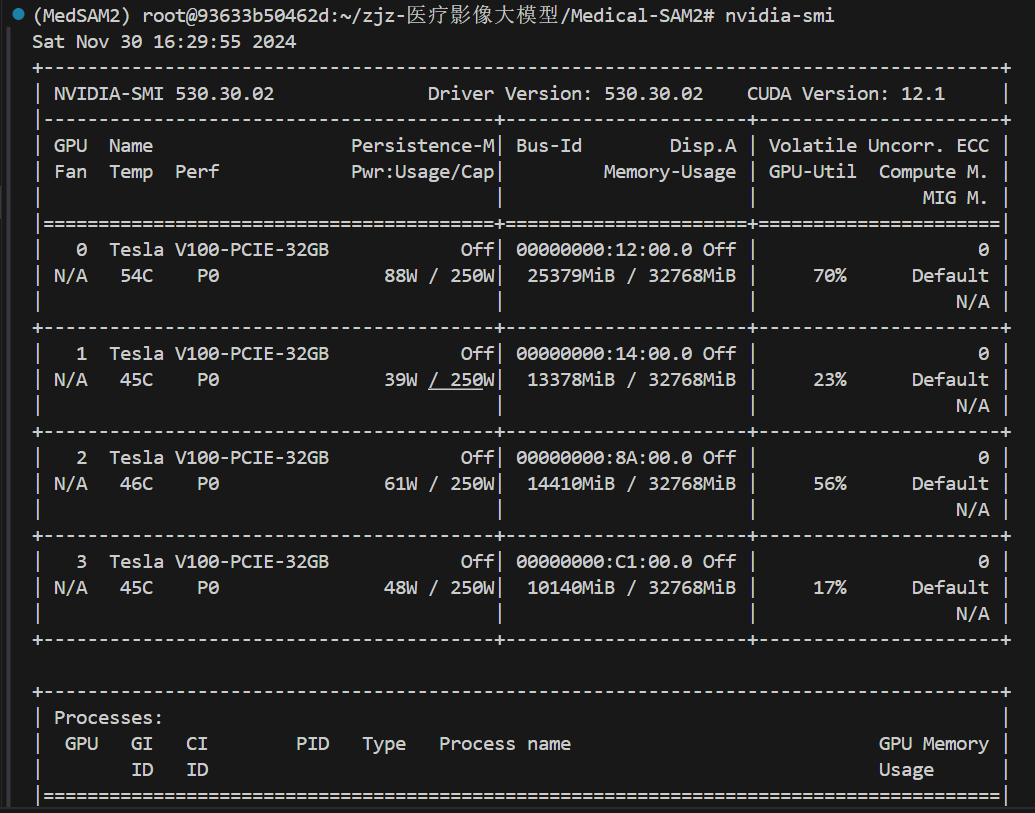 (MedSAM2) root@93633b50462d:~/zjz-医疗影像大模型/Medical-SAM2# nvidia-smi
Sat Nov 30 16:29:55 2024
+---------------------------------------------------------------------------------------+
| NVIDIA-SMI 530.30.02              Driver Version: 530.30.02    CUDA Version: 12.1     |
|-----------------------------------------+----------------------+----------------------+
| GPU  Name                  Persistence-M| Bus-Id        Disp.A | Volatile Uncorr. ECC |
| Fan  Temp  Perf            Pwr:Usage/Cap|         Memory-Usage | GPU-Util  Compute M. |
|                                         |                      |               MIG M. |
|=========================================+======================+======================|
|   0  Tesla V100-PCIE-32GB            Off| 00000000:12:00.0 Off |                    0 |
| N/A   54C    P0               88W / 250W|  25379MiB / 32768MiB |     70%      Default |
|                                         |                      |                  N/A |
+-----------------------------------------+----------------------+----------------------+
|   1  Tesla V100-PCIE-32GB            Off| 00000000:14:00.0 Off |                    0 |
| N/A   45C    P0               39W / 250W|  13378MiB / 32768MiB |     23%      Default |
|                                         |                      |                  N/A |
+-----------------------------------------+----------------------+----------------------+
|   2  Tesla V100-PCIE-32GB            Off| 00000000:8A:00.0 Off |                    0 |
| N/A   46C    P0               61W / 250W|  14410MiB / 32768MiB |     56%      Default |
|                                         |                      |                  N/A |
+-----------------------------------------+----------------------+----------------------+
|   3  Tesla V100-PCIE-32GB            Off| 00000000:C1:00.0 Off |                    0 |
| N/A   45C    P0               48W / 250W|  10140MiB / 32768MiB |     17%      Default |
|                                         |                      |                  N/A |
+-----------------------------------------+----------------------+----------------------+

+---------------------------------------------------------------------------------------+
| Processes:                                                                            |
|  GPU   GI   CI        PID   Type   Process name                            GPU Memory |
|        ID   ID                                                             Usage      |
|=======================================================================================|